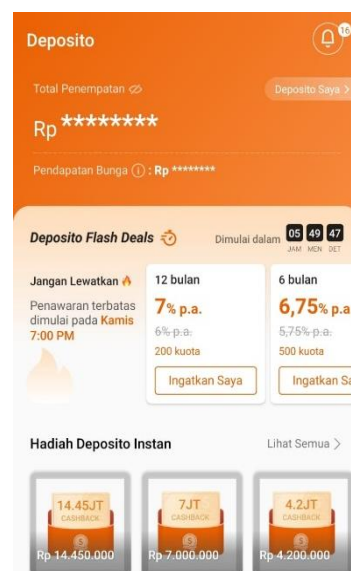 Deposito
16
Total Penempatan
Deposito Saya >
Rp ********
Pendapatan Bunga ⓘ : Rp ********
Deposito Flash Deals
Dimulai dalam 05 49 47
JAM MEN DET
Jangan Lewatkan
Penawaran terbatas
dimulai pada Kamis
7:00 PM
12 bulan
7% p.a.
6% p.a.
200 kuota
Ingatkan Saya
6 bulan
6,75% p.a
5,75% p.a.
500 kuota
Ingatkan Sa
Hadiah Deposito Instan
Lihat Semua >
14.45JT
CASHBACK
Rp 14.450.000
7JT
CASHBACK
Rp 7.000.000
4.2JT
CASHBACK
Rp 4.200.000